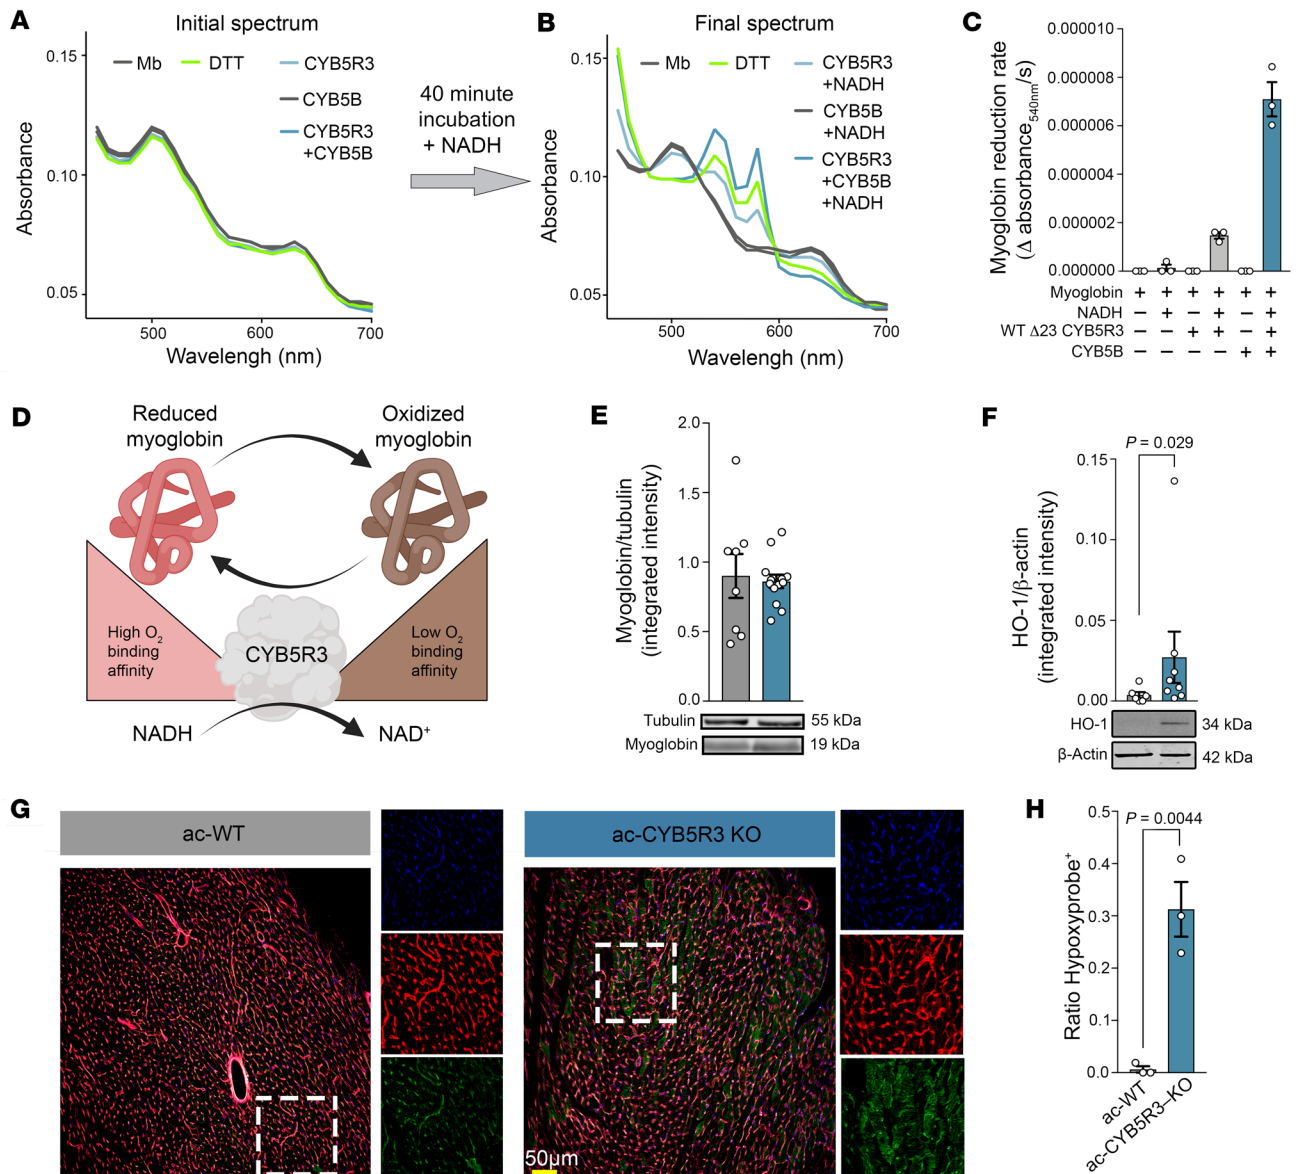 A
Initial spectrum
Absorbance
0.15
0.10
0.05
Mb
DTT
CYB5R3
CYB5B
CYB5R3
+CYB5B
500
600
700
Wavelengh (nm)
40 minute
incubation
+ NADH
B
Final spectrum
Absorbance
0.15
0.10
0.05
Mb
DTT
CYB5R3
+NADH
CYB5B
+NADH
CYB5R3
+CYB5B
+NADH
500
600
700
Wavelengh (nm)
C
Myoglobin reduction rate
(Δ absorbance540nm/s)
0.000010
0.000008
0.000006
0.000004
0.000002
0.000000
Myoglobin + + + + + +
NADH – + – + – +
WT Δ23 CYB5R3 – – + + – +
CYB5B – – – – + +
D
Reduced
myoglobin
Oxidized
myoglobin
High O2
binding
affinity
CYB5R3
Low O2
binding
affinity
NADH
NAD+
E
Myoglobin/tubulin
(integrated intensity)
2.0
1.5
1.0
0.5
0.0
Tubulin
55 kDa
Myoglobin
19 kDa
F
HO-1/β-actin
(integrated intensity)
P = 0.029
0.15
0.10
0.05
0.00
HO-1
34 kDa
β-Actin
42 kDa
G
ac-WT
ac-CYB5R3 KO
50µm
H
Ratio Hypoxyprobe+
P = 0.0044
0.5
0.4
0.3
0.2
0.1
0.0
ac-WT
ac-CYB5R3–KO